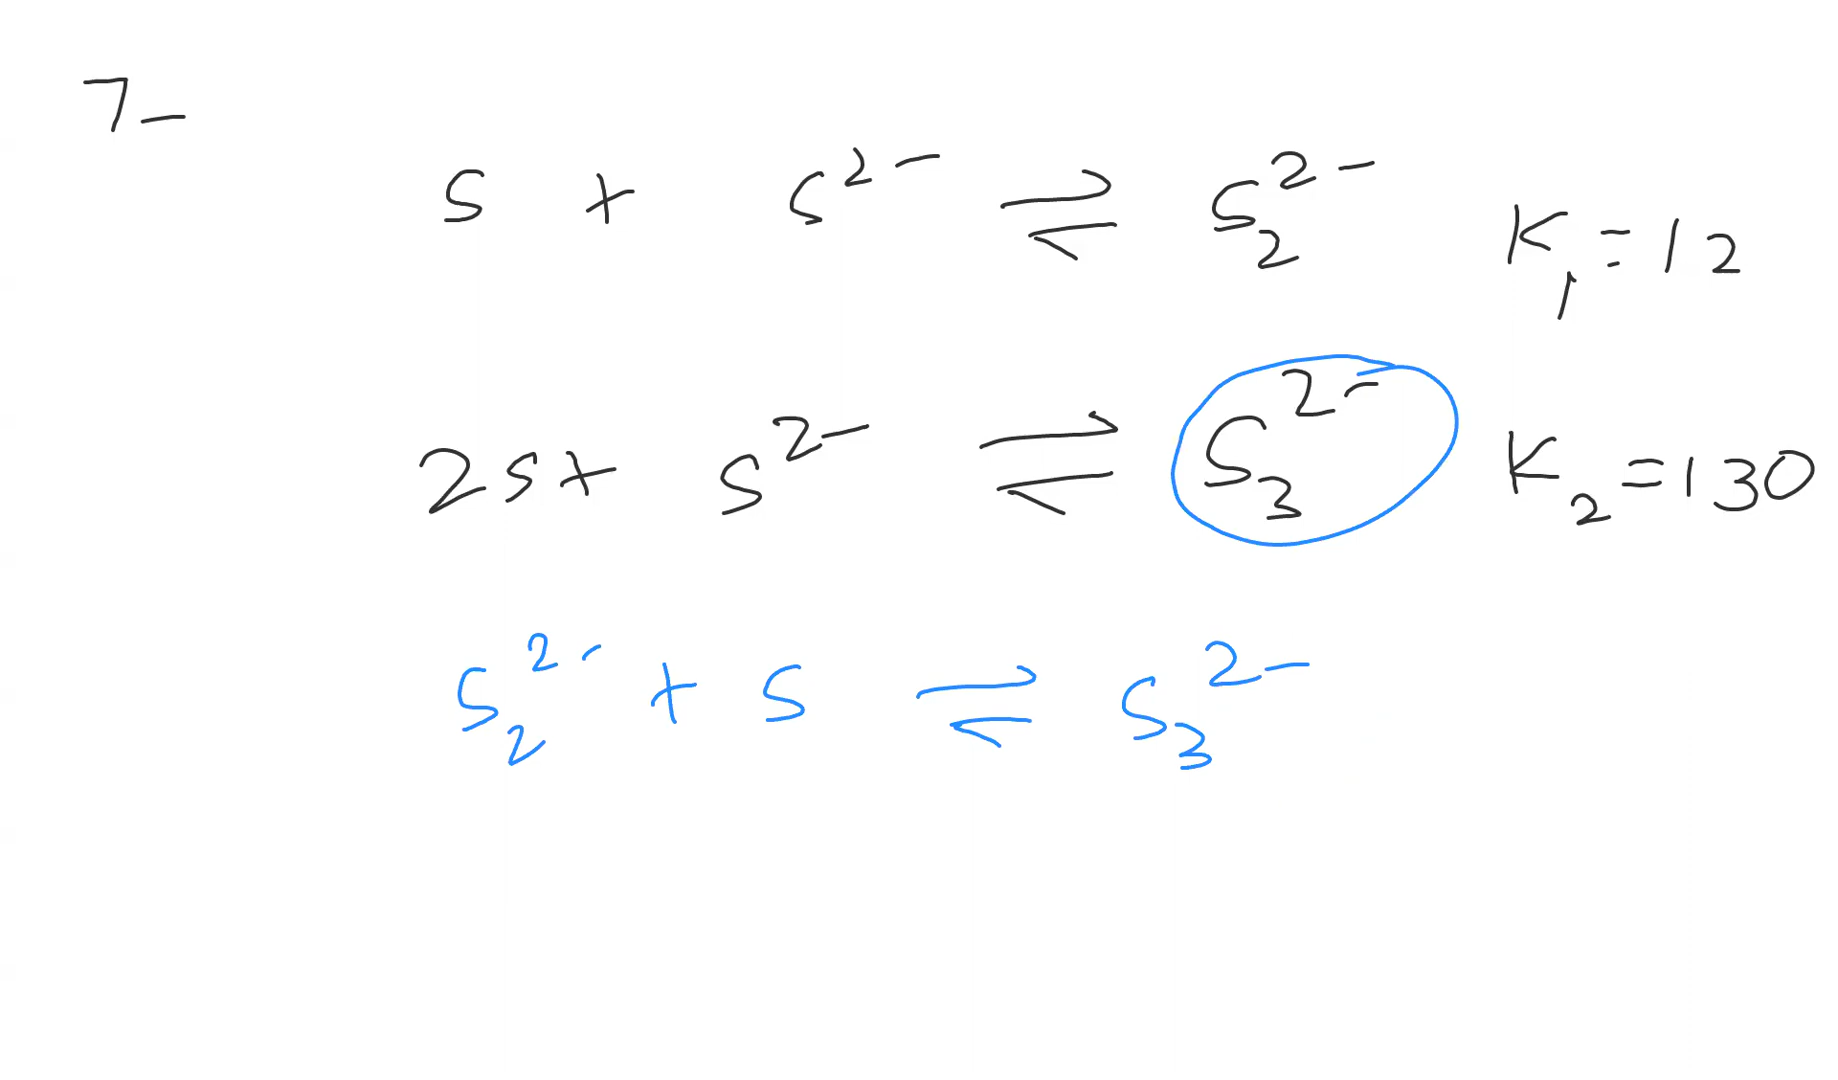 7-
S + S²⁻ ⇌ S₂²⁻ K₁ = 12
2S + S²⁻ ⇌ S₃²⁻ K₂ = 130
S₂²⁻ + S ⇌ S₃²⁻